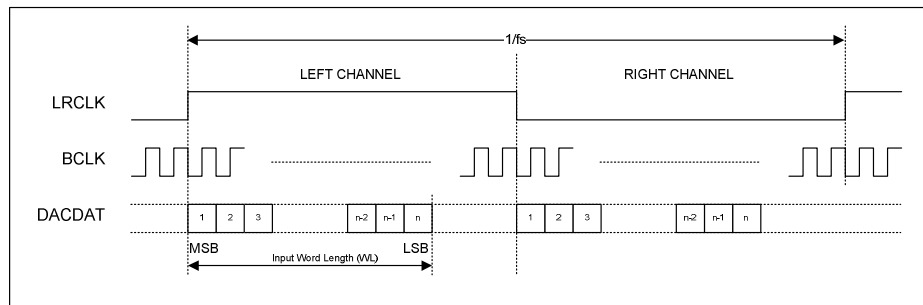 1/fs
LEFT CHANNEL RIGHT CHANNEL
LRCLK
BCLK
DACDAT 1 2 3 n-2 n-1 n 1 2 3 n-2 n-1 n
MSB LSB
Input Word Length (WL)